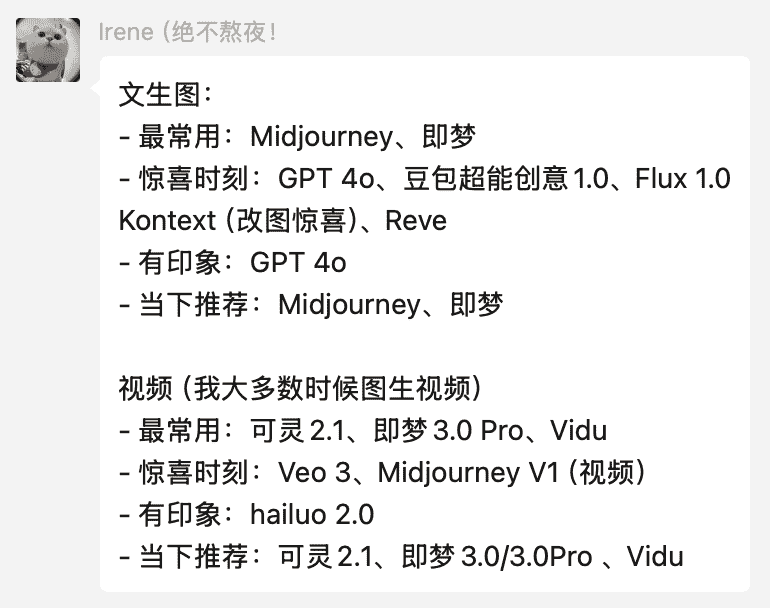 Irene (绝不熬夜!
文生图：
- 最常用：Midjourney、即梦
- 惊喜时刻：GPT 4o、豆包超能创意1.0、Flux 1.0
Kontext (改图惊喜)、Reve
- 有印象：GPT 4o
- 当下推荐：Midjourney、即梦
视频 (我大多数时候图生视频)
- 最常用：可灵2.1、即梦3.0 Pro、Vidu
- 惊喜时刻：Veo 3、Midjourney V1 (视频)
- 有印象：hailuo 2.0
- 当下推荐：可灵2.1、即梦3.0/3.0Pro 、Vidu